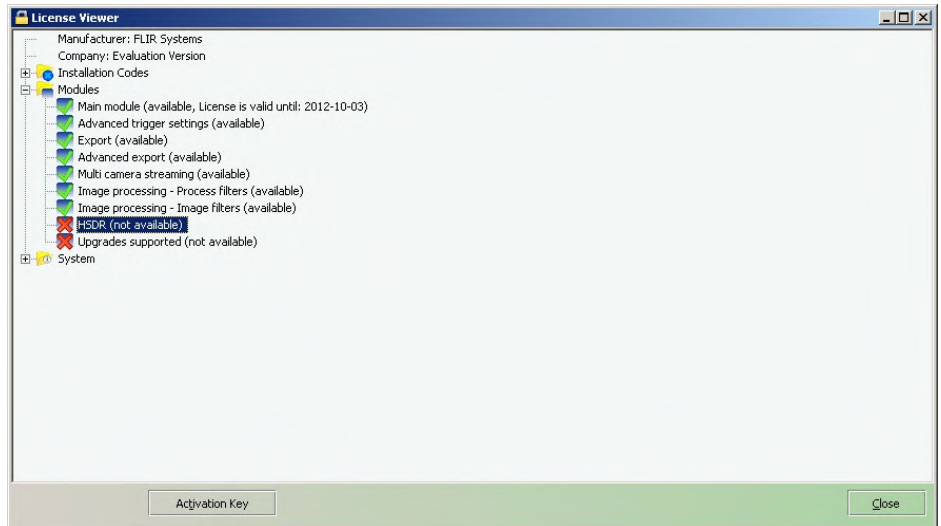 License Viewer
Manufacturer: FLIR Systems
Company: Evaluation Version
Installation Codes
Modules
Main module (available, License is valid until: 2012-10-03)
Advanced trigger settings (available)
Export (available)
Advanced export (available)
Multi camera streaming (available)
Image processing - Process filters (available)
Image processing - Image filters (available)
HSDR (not available)
Upgrades supported (not available)
System
Activation Key
Close